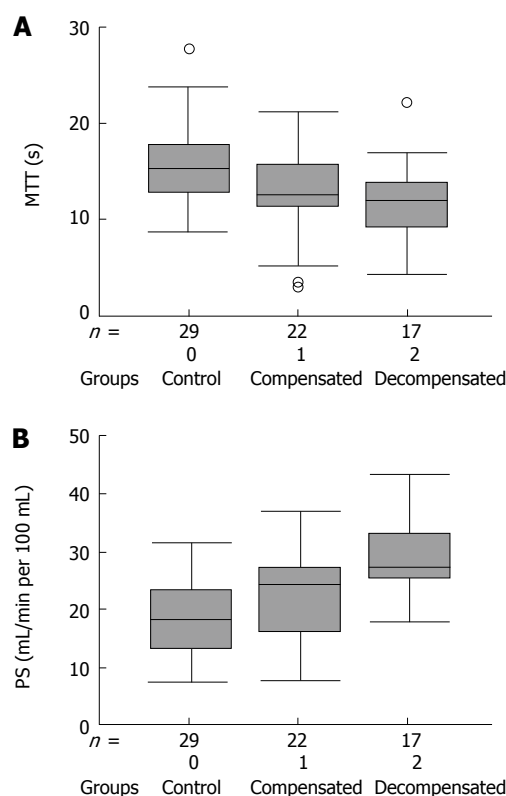 A
30
20
10
0
MTT (s)
n = 29 22 17
0 1 2
Groups Control Compensated Decompensated
B
50
40
30
20
10
0
PS (mL/min per 100 mL)
n = 29 22 17
0 1 2
Groups Control Compensated Decompensated